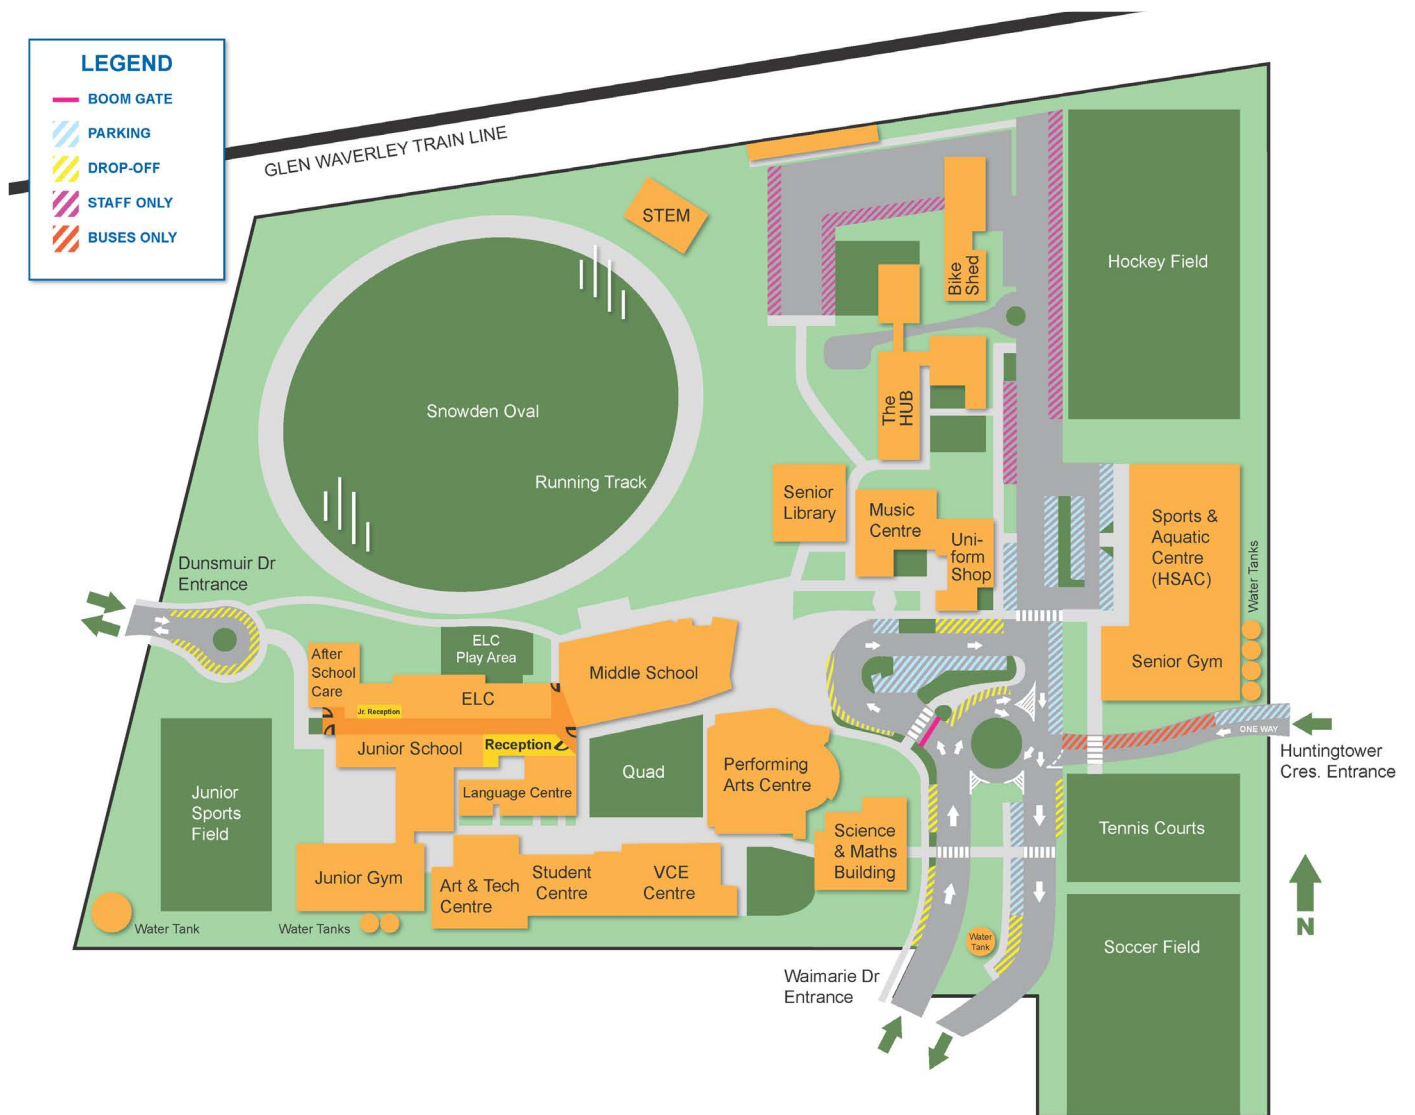 LEGEND
BOOM GATE
PARKING
DROP-OFF
STAFF ONLY
BUSES ONLY
GLEN WAVERLEY TRAIN LINE
STEM
Bike
Shed
Hockey Field
The
HUB
Snowden Oval
Running Track
Senior
Library
Music
Centre
Uni-
form
Shop
Sports &
Aquatic
Centre
(HSAC)
Water Tanks
Senior Gym
Dunsmuir Dr
Entrance
After
School
Care
ELC
Play Area
ELC
Jr. Reception
Middle School
Junior School
Reception
Language Centre
Quad
Performing
Arts Centre
ONE WAY
Huntingtower
Cres. Entrance
Junior
Sports
Field
Tennis Courts
Science
& Maths
Building
Junior Gym
Art & Tech
Centre
Student
Centre
VCE
Centre
Water Tank
Water Tanks
Water
Tank
N
Soccer Field
Waimarie Dr
Entrance